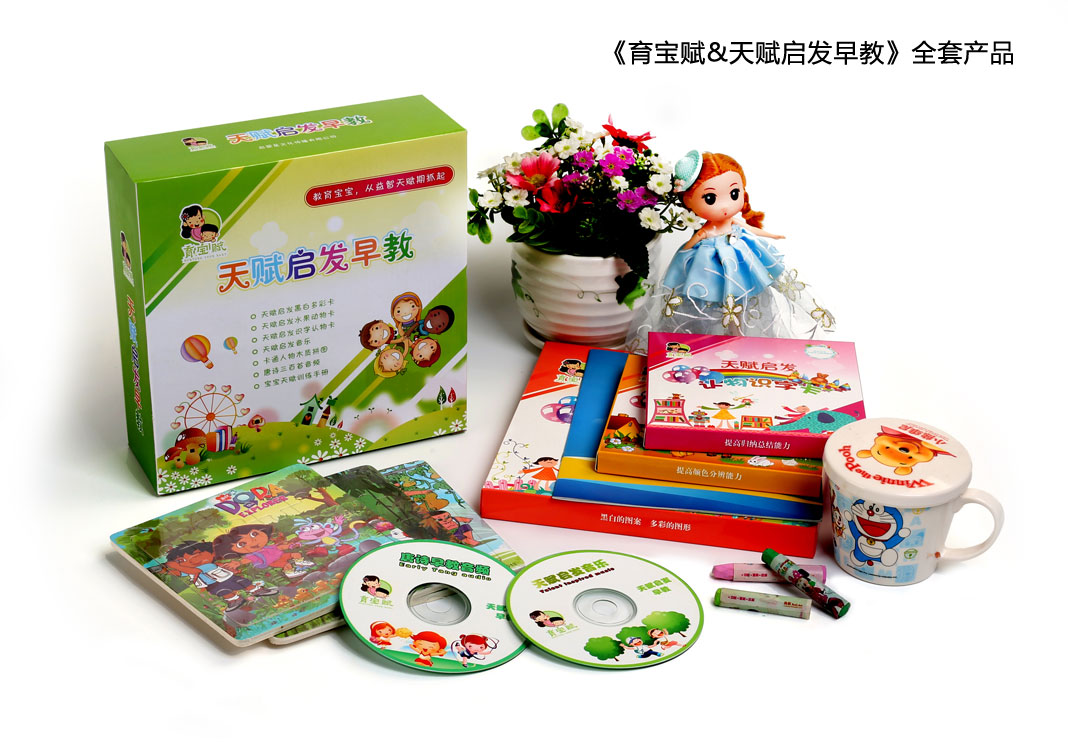 《育宝赋&天赋启发早教》全套产品
天赋启发早教
教育宝宝，从益智天赋期抓起
育宝赋
天赋启发早教
天赋启发黑白多彩卡
天赋启发水果动物卡
天赋启发识字认物卡
天赋启发音乐
卡通人物木质拼图
唐诗三百首音频
宝宝天赋训练手册
天赋启发
提高归纳总结能力
提高颜色分辨能力
黑白的图案 多彩的图形
Winnie the Pooh
DORA
唐诗早教音频
Early Tang audio
育宝赋
天赋启发音乐
Talent inspired music
天赋启蒙
早教
育宝赋